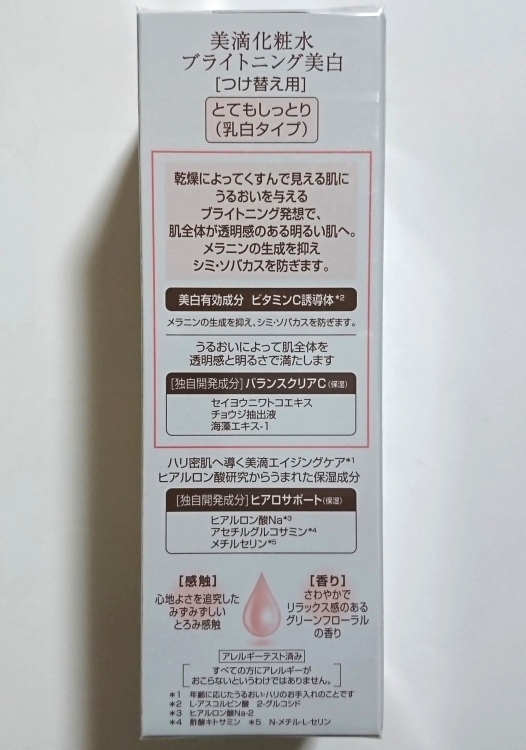 美滴化粧水
ブライトニング美白
[つけ替え用]
とてもしっとり
(乳白タイプ)
乾燥によってくすんで見える肌に
うるおいを与える
ブライトニング発想で、
肌全体が透明感のある明るい肌へ。
メラニンの生成を抑え
シミ・ソバカスを防ぎます。
美白有効成分 ビタミンC誘導体*2
メラニンの生成を抑え、シミ・ソバカスを防ぎます。
うるおいによって肌全体を
透明感と明るさで満たします
[独自開発成分] バランスクリアC(保湿)
セイヨウニワトコエキス
チョウジ抽出液
海藻エキス-1
ハリ密肌へ導く美滴エイジングケア*1
ヒアルロン酸研究からうまれた保湿成分
[独自開発成分] ヒアロサポート(保湿)
ヒアルロン酸Na*3
アセチルグルコサミン*4
メチルセリン*5
[感触]
心地よさを追究した
みずみずしい
とろみ感触
[香り]
さわやかで
リラックス感のある
グリーンフローラル
の香り
アレルギーテスト済み
すべての方にアレルギーが
おこらないというわけではありません。
*1 年齢に応じたうるおい・ハリのお手入れのことです
*2 L-アスコルビン酸 2-グルコシド
*3 ヒアルロン酸Na-2
*4 酢酸キトサミン *5 N-メチル-L-セリン